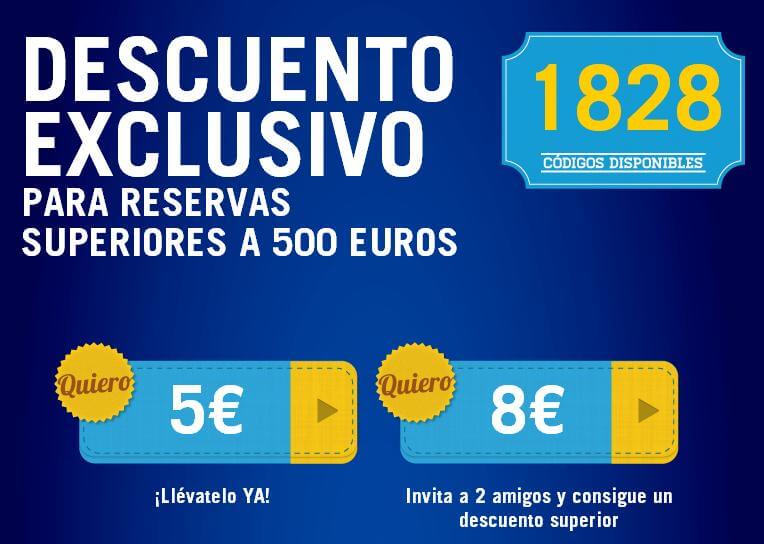 DESCUENTO
EXCLUSIVO
PARA RESERVAS
SUPERIORES A 500 EUROS
1828
CÓDIGOS DISPONIBLES
Quiero
5€
¡Llévatelo YA!
Quiero
8€
Invita a 2 amigos y consigue un
descuento superior